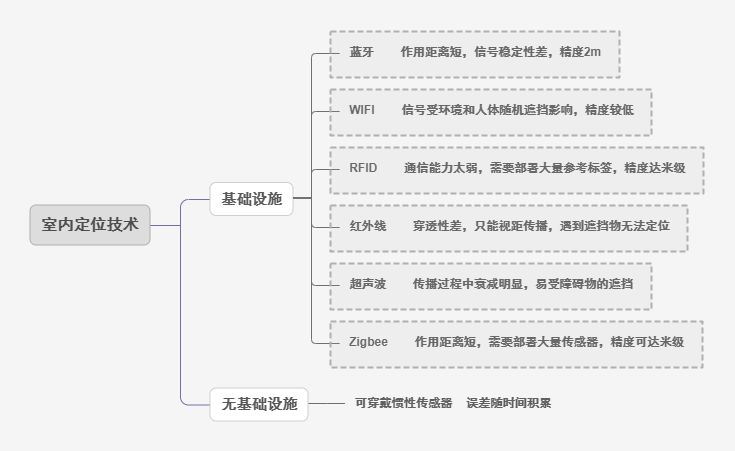 室内定位技术
基础设施
蓝牙 作用距离短，信号稳定性差，精度2m
WIFI 信号受环境和人体随机遮挡影响，精度较低
RFID 通信能力太弱，需要部署大量参考标签，精度达米级
红外线 穿透性差，只能视距传播，遇到遮挡物无法定位
超声波 传播过程中衰减明显，易受障碍物的遮挡
Zigbee 作用距离短，需要部署大量传感器，精度可达米级
无基础设施
可穿戴惯性传感器 误差随时间积累